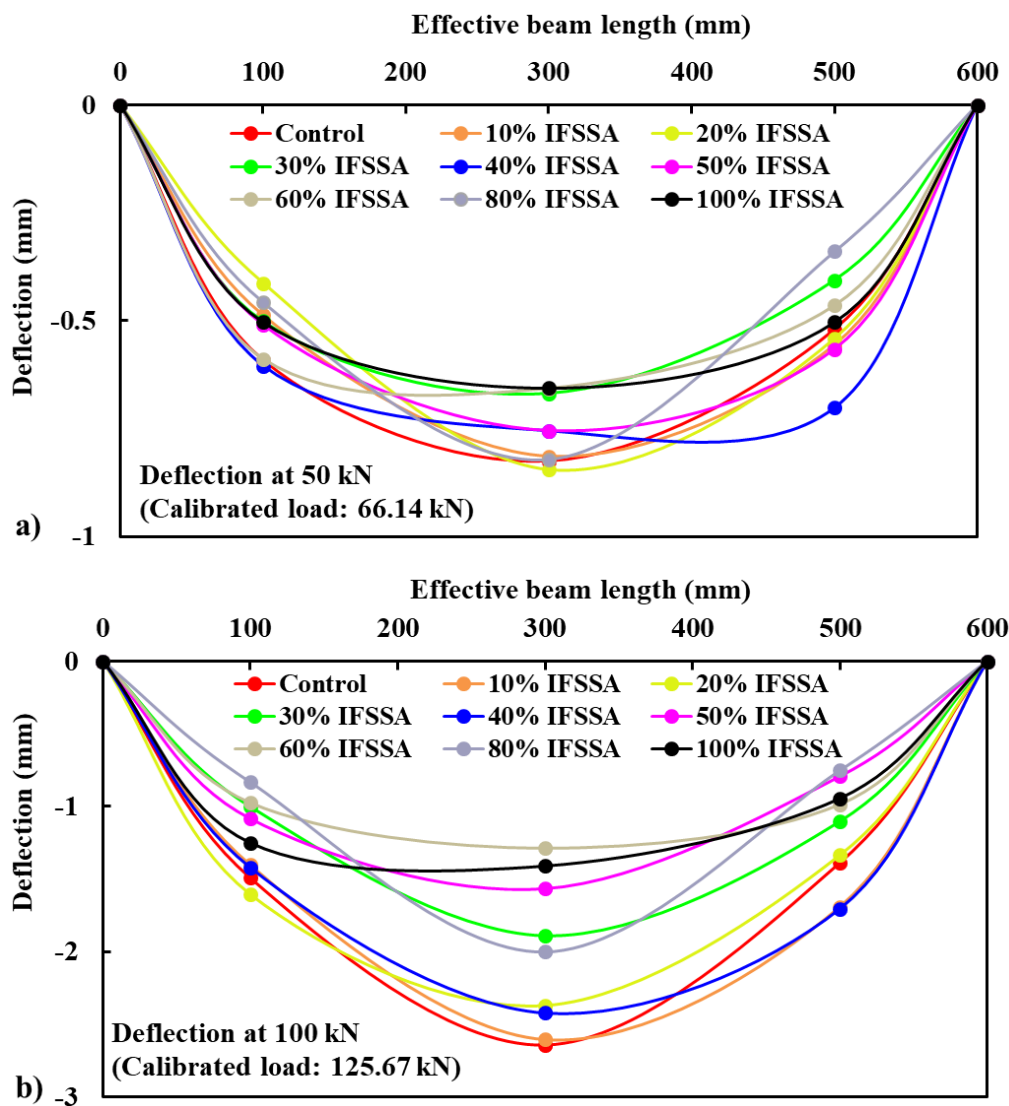 Effective beam length (mm)
0 100 200 300 400 500 600
0
Control 10% IFSSA 20% IFSSA
30% IFSSA 40% IFSSA 50% IFSSA
60% IFSSA 80% IFSSA 100% IFSSA
Deflection (mm)
-0.5
Deflection at 50 kN
(Calibrated load: 66.14 kN)
a)
-1
Effective beam length (mm)
0 100 200 300 400 500 600
0
Control 10% IFSSA 20% IFSSA
30% IFSSA 40% IFSSA 50% IFSSA
60% IFSSA 80% IFSSA 100% IFSSA
Deflection (mm)
-1
-2
Deflection at 100 kN
(Calibrated load: 125.67 kN)
b)
-3